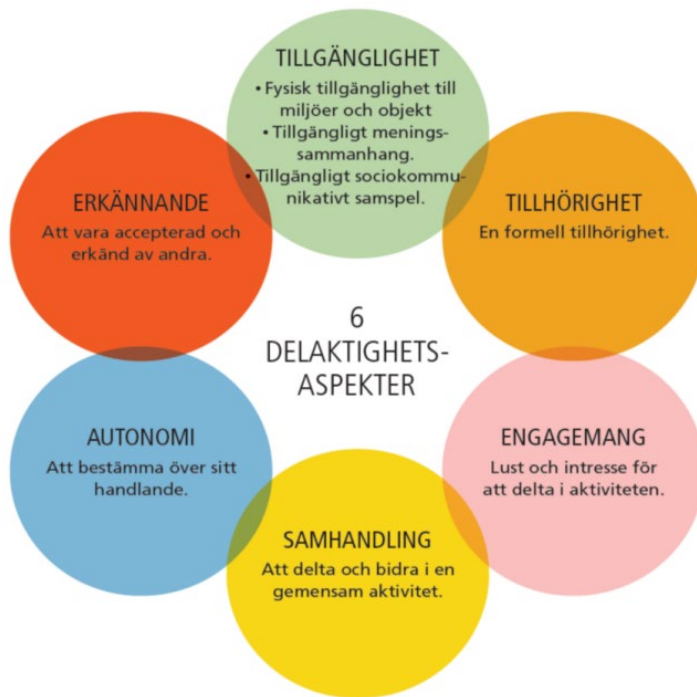 TILLGÄNGLIGHET
• Fysisk tillgänglighet till
miljöer och objekt
• Tillgängligt menings-
sammanhang.
• Tillgängligt sociokommu-
nikativt samspel.
TILLHÖRIGHET
En formell tillhörighet.
ENGAGEMANG
Lust och intresse för
att delta i aktiviteten.
SAMHANDLING
Att delta och bidra i en
gemensam aktivitet.
AUTONOMI
Att bestämma över sitt
handlande.
ERKÄNNANDE
Att vara accepterad och
erkänd av andra.
6
DELAKTIGHETS-
ASPEKTER